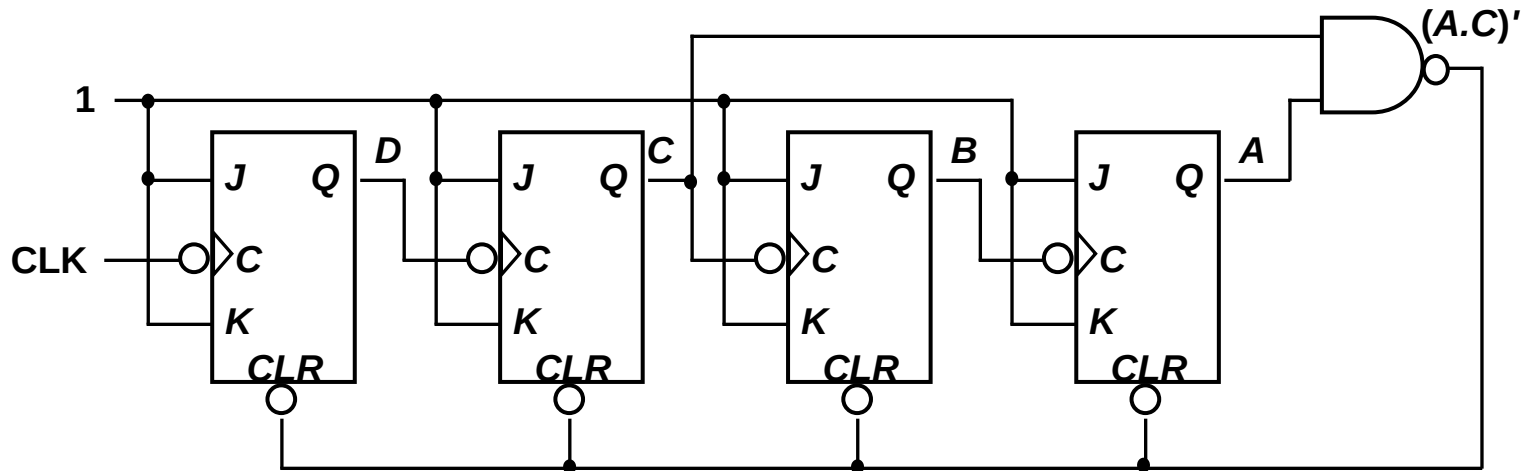 (A.C)'
1
D C B A
J Q J Q J Q J Q
CLK C C C C
K K K K
CLR CLR CLR CLR